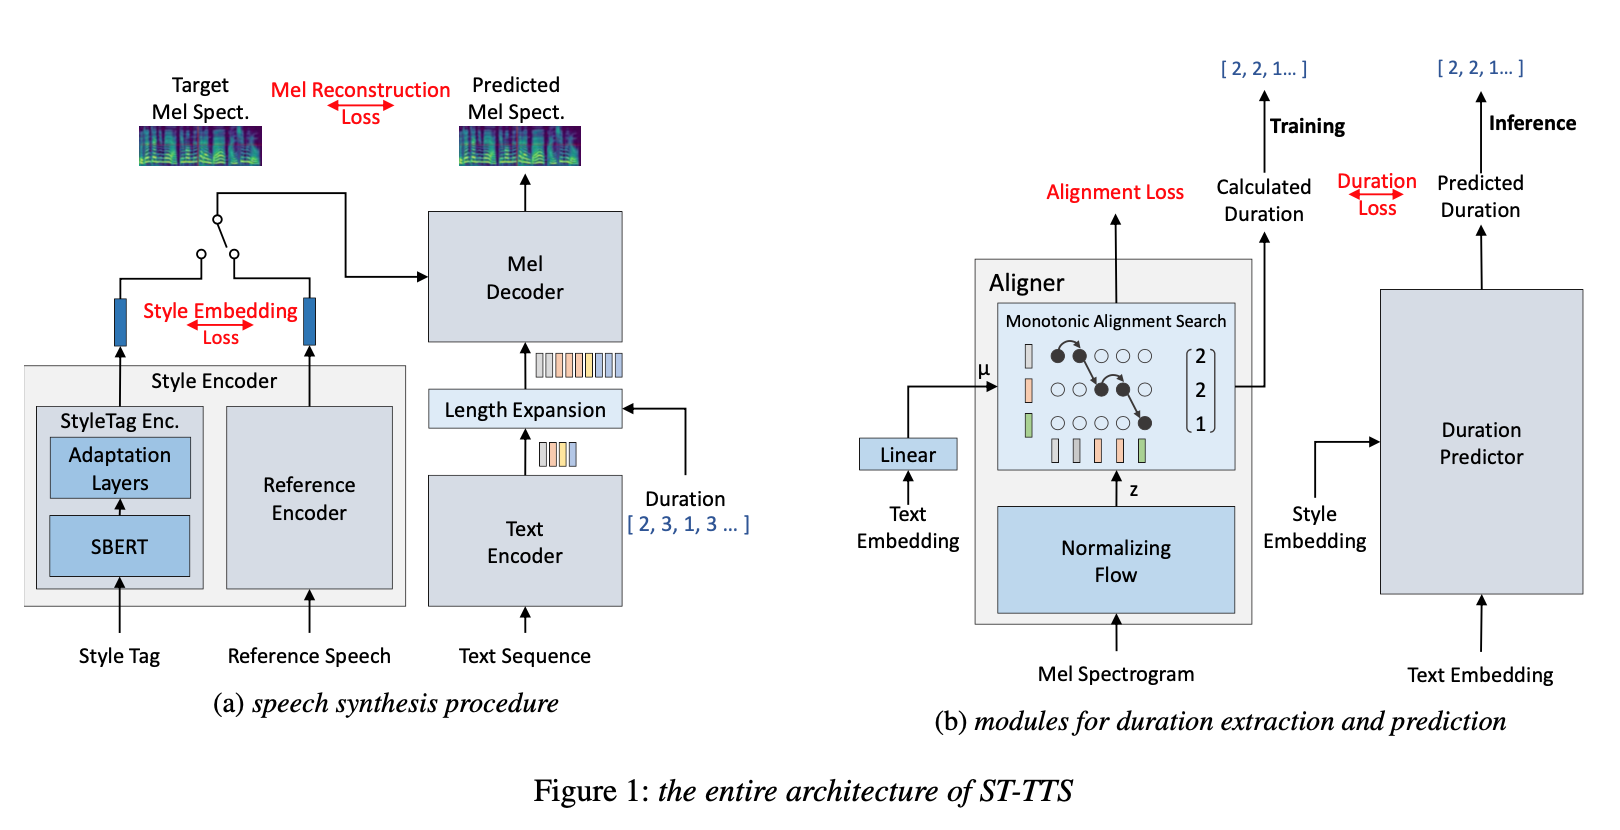 Target
Mel Spect.
Mel Reconstruction
Loss
Predicted
Mel Spect.
Mel
Decoder
Style Embedding
Loss
Style Encoder
StyleTag Enc.
Adaptation
Layers
SBERT
Reference
Encoder
Length Expansion
Text
Encoder
Duration
[ 2, 3, 1, 3 ... ]
Style Tag
Reference Speech
Text Sequence
(a) speech synthesis procedure
[ 2, 2, 1... ]
Training
[ 2, 2, 1... ]
Inference
Alignment Loss
Calculated
Duration
Duration
Loss
Predicted
Duration
Aligner
Monotonic Alignment Search
2
2
1
μ
Linear
Text
Embedding
z
Normalizing
Flow
Mel Spectrogram
Duration
Predictor
Style
Embedding
Text Embedding
(b) modules for duration extraction and prediction
Figure 1: the entire architecture of ST-TTS